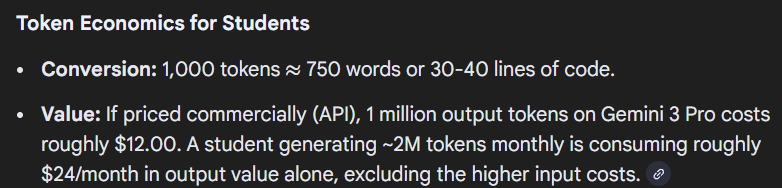 Token Economics for Students
• Conversion: 1,000 tokens ≈ 750 words or 30-40 lines of code.
• Value: If priced commercially (API), 1 million output tokens on Gemini 3 Pro costs
roughly $12.00. A student generating ~2M tokens monthly is consuming roughly
$24/month in output value alone, excluding the higher input costs.